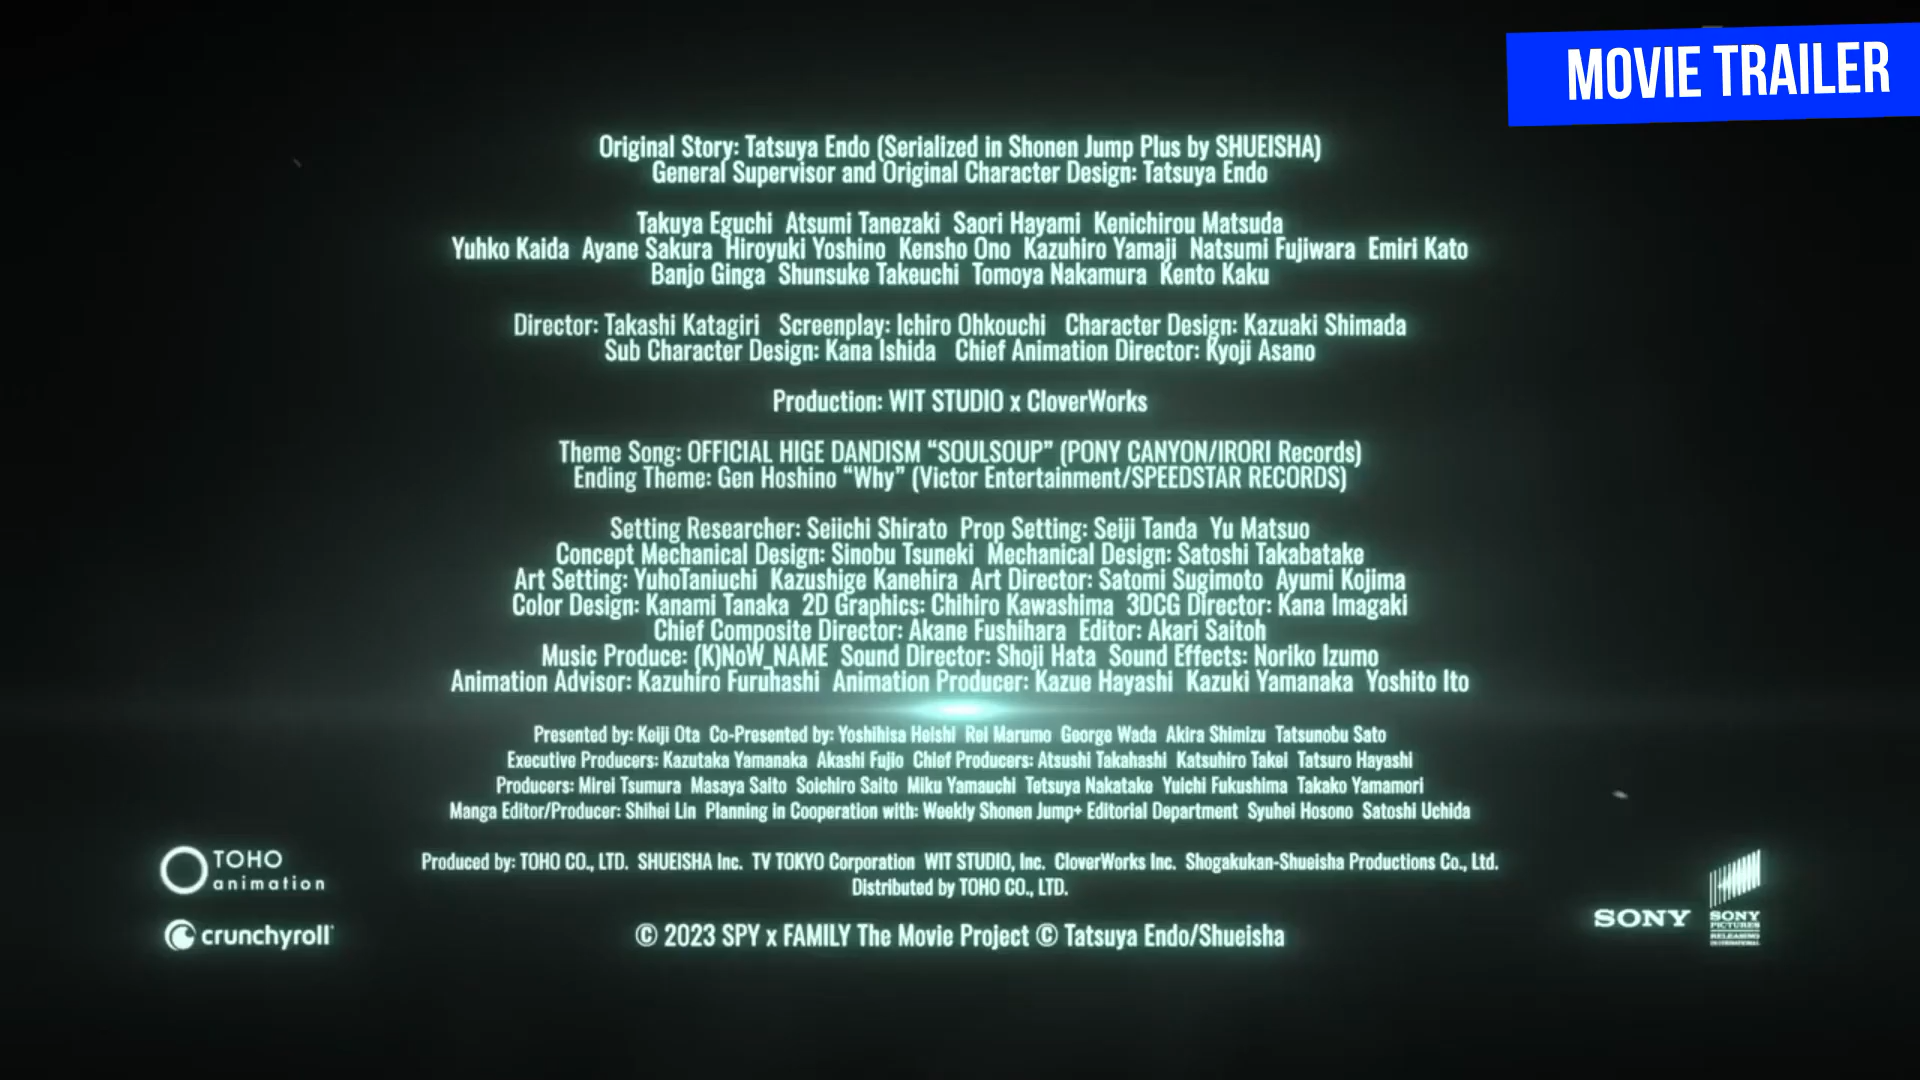 MOVIE TRAILER
Original Story: Tatsuya Endo (Serialized in Shonen Jump Plus by SHUEISHA)
General Supervisor and Original Character Design: Tatsuya Endo
Takuya Eguchi Atsumi Tanezaki Saori Hayami Kenichirou Matsuda
Yuhko Kaida Ayane Sakura Hiroyuki Yoshino Kensho Ono Kazuhiro Yamaji Natsumi Fujiwara Emiri Kato
Banjo Ginga Shunsuke Takeuchi Tomoya Nakamura Kento Kaku
Director: Takashi Katagiri Screenplay: Ichiro Ohkouchi Character Design: Kazuaki Shimada
Sub Character Design: Kana Ishida Chief Animation Director: Kyoji Asano
Production: WIT STUDIO x CloverWorks
Theme Song: OFFICIAL HIGE DANDISM “SOULSOUP” (PONY CANYON/IRORI Records)
Ending Theme: Gen Hoshino “Why” (Victor Entertainment/SPEEDSTAR RECORDS)
Setting Researcher: Seiichi Shirato Prop Setting: Seiji Tanda Yu Matsuo
Concept Mechanical Design: Sinobu Tsuneki Mechanical Design: Satoshi Takabatake
Art Setting: YuhoTaniuchi Kazushige Kanehira Art Director: Satomi Sugimoto Ayumi Kojima
Color Design: Kanami Tanaka 2D Graphics: Chihiro Kawashima 3DCG Director: Kana Imagaki
Chief Composite Director: Akane Fushihara Editor: Akari Saitoh
Music Produce: (K)NoW_NAME Sound Director: Shoji Hata Sound Effects: Noriko Izumo
Animation Advisor: Kazuhiro Furuhashi Animation Producer: Kazue Hayashi Kazuki Yamanaka Yoshito Ito
Presented by: Keiji Ota Co-Presented by: Yoshihisa Heishi Rei Marumo George Wada Akira Shimizu Tatsunobu Sato
Executive Producers: Kazutaka Yamanaka Akashi Fujio Chief Producers: Atsushi Takahashi Katsuhiro Takei Tatsuro Hayashi
Producers: Mirei Tsumura Masaya Saito Soichiro Saito Miku Yamauchi Tetsuya Nakatake Yuichi Fukushima Takako Yamamori
Manga Editor/Producer: Shihei Lin Planning in Cooperation with: Weekly Shonen Jump+ Editorial Department Syuhei Hosono Satoshi Uchida
Produced by: TOHO CO., LTD. SHUEISHA Inc. TV TOKYO Corporation WIT STUDIO, Inc. CloverWorks Inc. Shogakukan-Shueisha Productions Co., Ltd.
Distributed by TOHO CO., LTD.
© 2023 SPY x FAMILY The Movie Project © Tatsuya Endo/Shueisha
TOHO
animation
crunchyroll
SONY
SONY
PICTURES
RELEASING
INTERNATIONAL